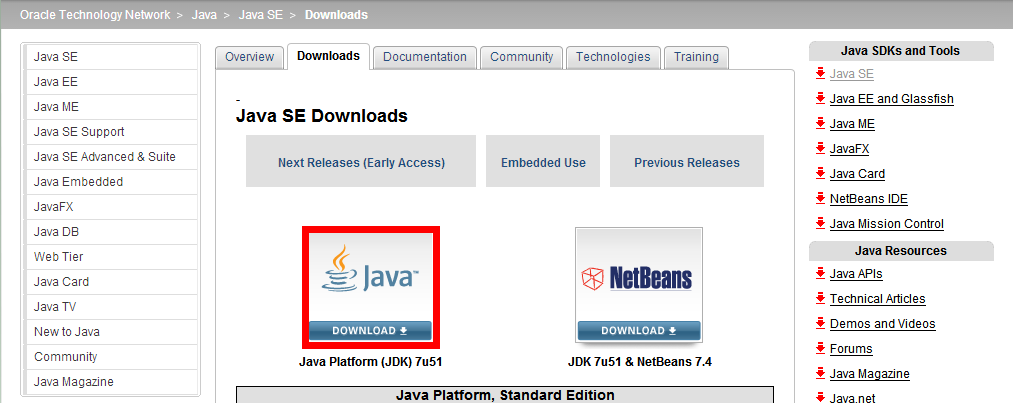 Oracle Technology Network > Java > Java SE > Downloads
Java SE
Java EE
Java ME
Java SE Support
Java SE Advanced & Suite
Java Embedded
JavaFX
Java DB
Web Tier
Java Card
Java TV
New to Java
Community
Java Magazine
Overview
Downloads
Documentation
Community
Technologies
Training
-
Java SE Downloads
Next Releases (Early Access)
Embedded Use
Previous Releases
Java™
DOWNLOAD
Java Platform (JDK) 7u51
NetBeans
DOWNLOAD
JDK 7u51 & NetBeans 7.4
Java Platform, Standard Edition
Java SDKs and Tools
Java SE
Java EE and Glassfish
Java ME
JavaFX
Java Card
NetBeans IDE
Java Mission Control
Java Resources
Java APIs
Technical Articles
Demos and Videos
Forums
Java Magazine
Java.net